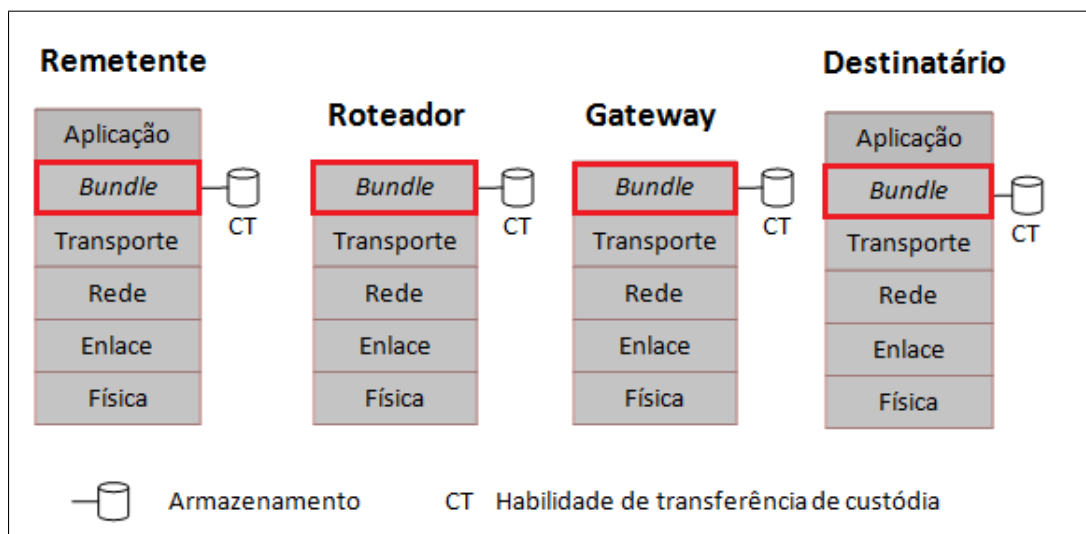 Remetente
Aplicação
Bundle
CT
Transporte
Rede
Enlace
Física
Roteador
Bundle
CT
Transporte
Rede
Enlace
Física
Gateway
Bundle
CT
Transporte
Rede
Enlace
Física
Destinatário
Aplicação
Bundle
CT
Transporte
Rede
Enlace
Física
Armazenamento
CT Habilidade de transferência de custódia